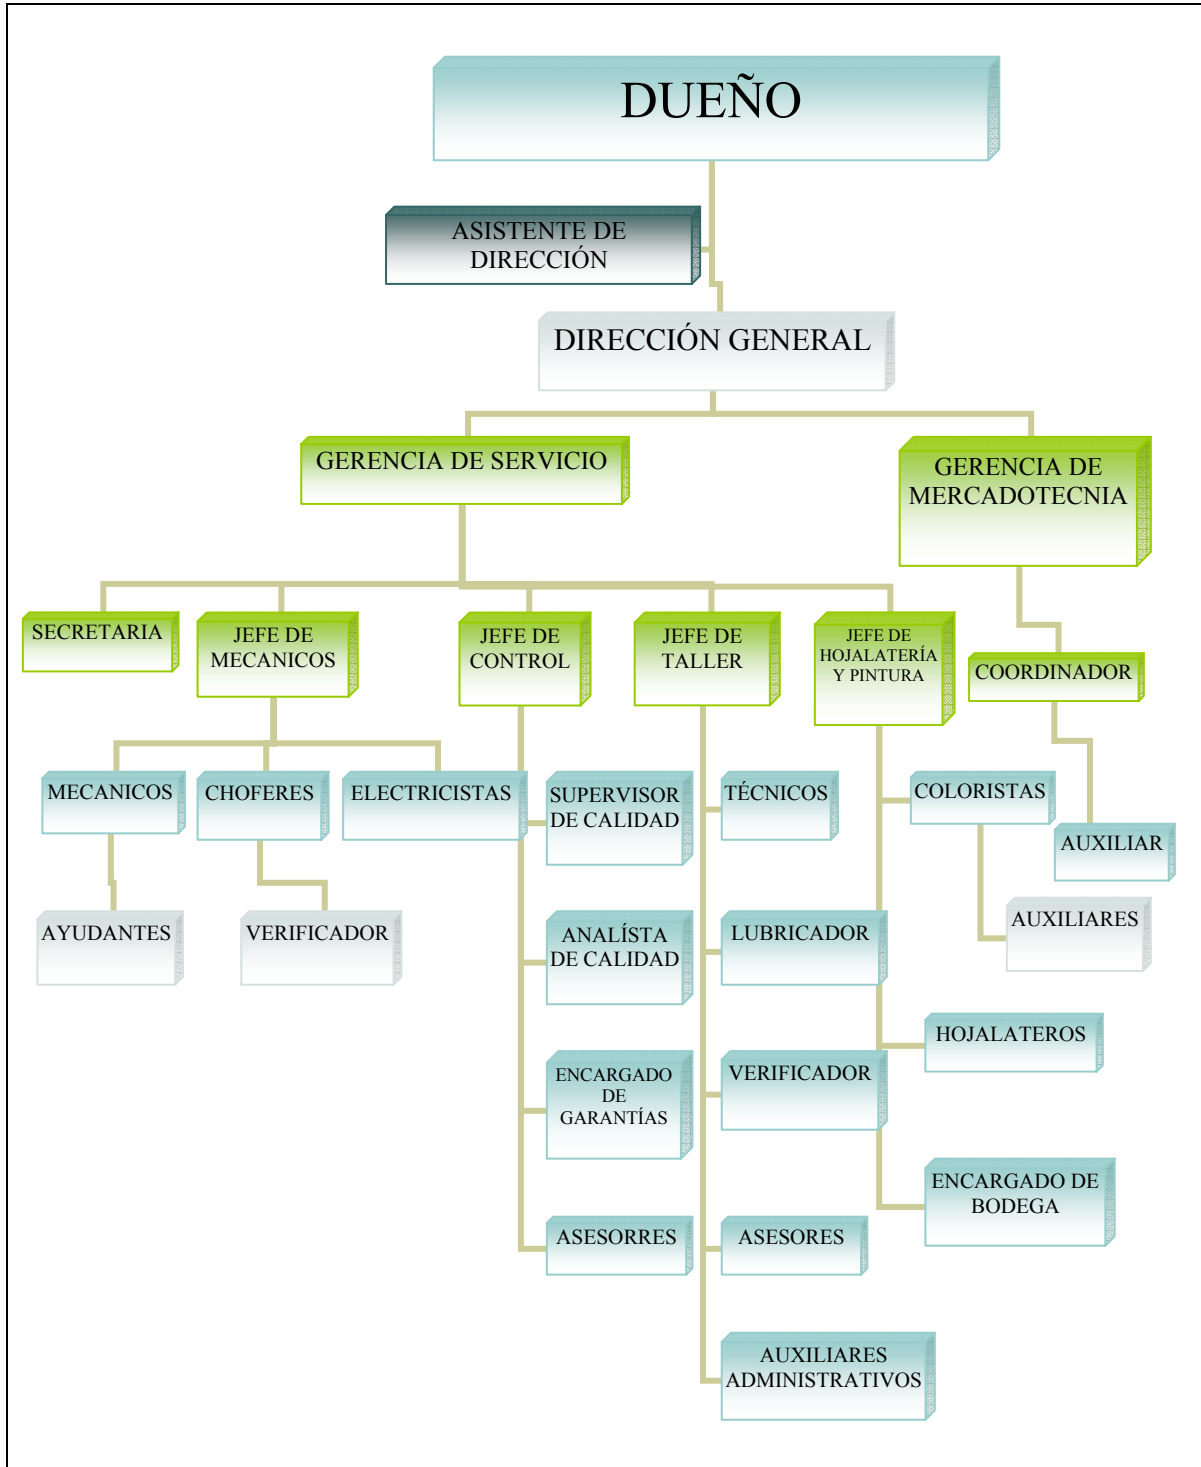 DUEÑO
ASISTENTE DE
DIRECCIÓN
DIRECCIÓN GENERAL
GERENCIA DE SERVICIO
GERENCIA DE
MERCADOTECNIA
SECRETARIA
JEFE DE
MECANICOS
JEFE DE
CONTROL
JEFE DE
TALLER
JEFE DE
HOJALATERÍA
Y PINTURA
COORDINADOR
MECANICOS
CHOFERES
ELECTRICISTAS
SUPERVISOR
DE CALIDAD
TÉCNICOS
COLORISTAS
AUXILIAR
AYUDANTES
VERIFICADOR
ANALÍSTA
DE CALIDAD
LUBRICADOR
AUXILIARES
HOJALATEROS
ENCARGADO
DE
GARANTÍAS
VERIFICADOR
ENCARGADO DE
BODEGA
ASESORRES
ASESORES
AUXILIARES
ADMINISTRATIVOS